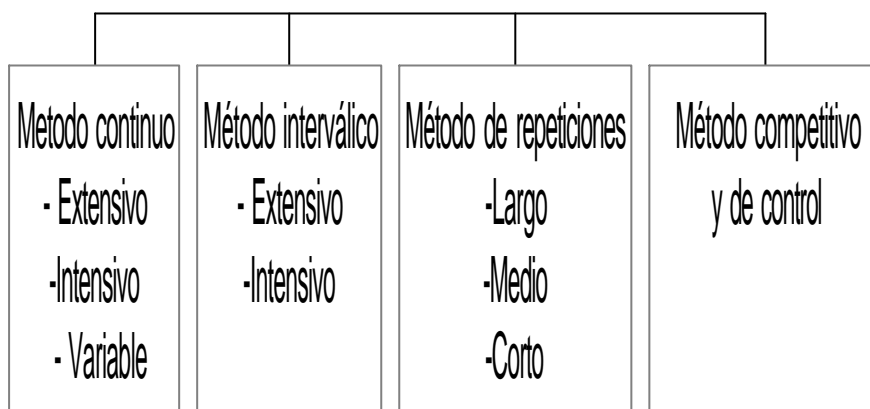 Metodo continuo
- Extensivo
-Intensivo
- Variable
Método interválico
- Extensivo
-Intensivo
Método de repeticiones
-Largo
-Medio
-Corto
Método competitivo
y de control